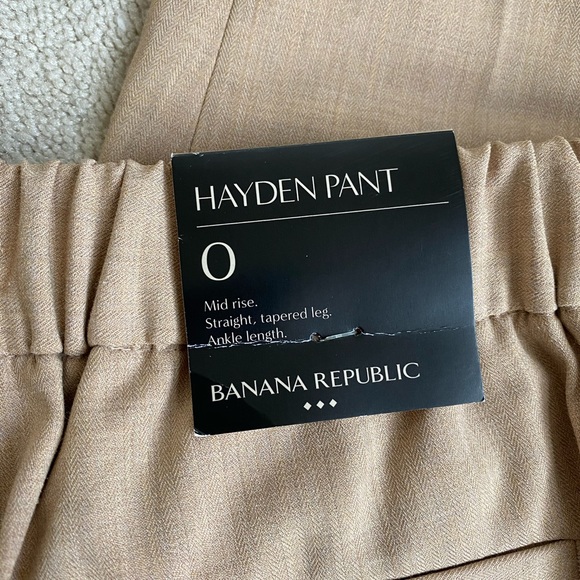 HAYDEN PANT
0
Mid rise.
Straight, tapered leg.
Ankle length.
BANANA REPUBLIC